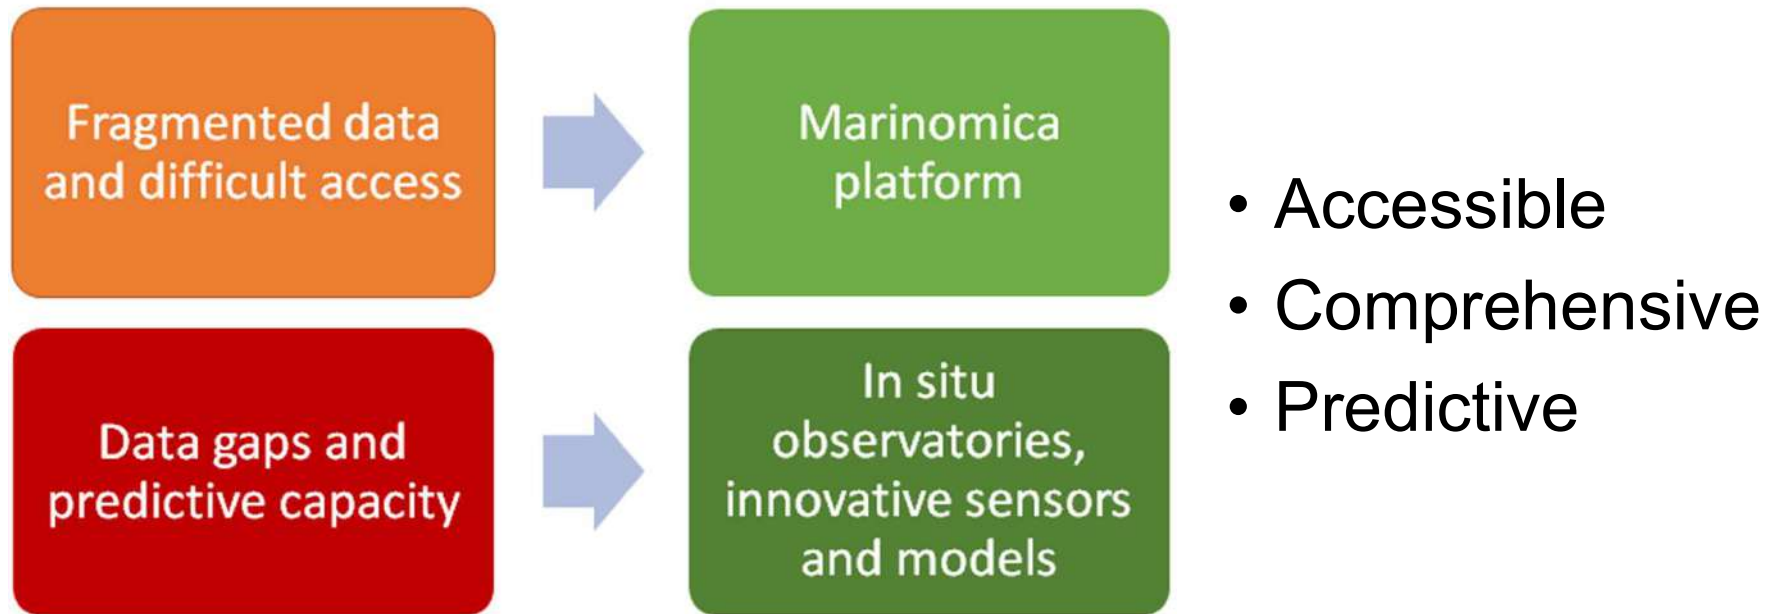 Fragmented data
and difficult access
Marinomica
platform
Data gaps and
predictive capacity
In situ
observatories,
innovative sensors
and models
• Accessible
• Comprehensive
• Predictive